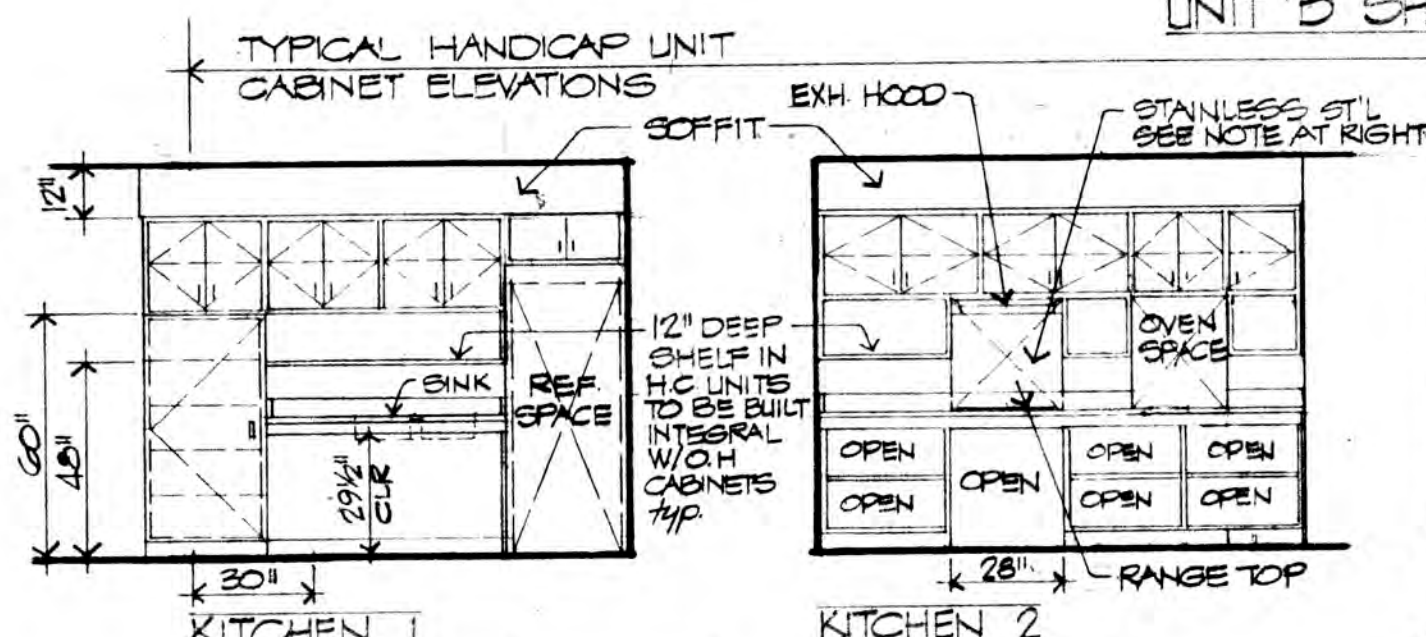 UNIT B SH
TYPICAL HANDICAP UNIT
CABINET ELEVATIONS
SOFFIT
EXH. HOOD
STAINLESS ST'L
SEE NOTE AT RIGHT
12"
60"
48"
SINK
29½"
CLR
REF.
SPACE
30"
KITCHEN 1
12" DEEP
SHELF IN
H.C. UNITS
TO BE BUILT
INTEGRAL
W/O.H
CABINETS
typ.
OVEN
SPACE
OPEN
OPEN
OPEN
OPEN
OPEN
OPEN
OPEN
28"
RANGE TOP
KITCHEN 2